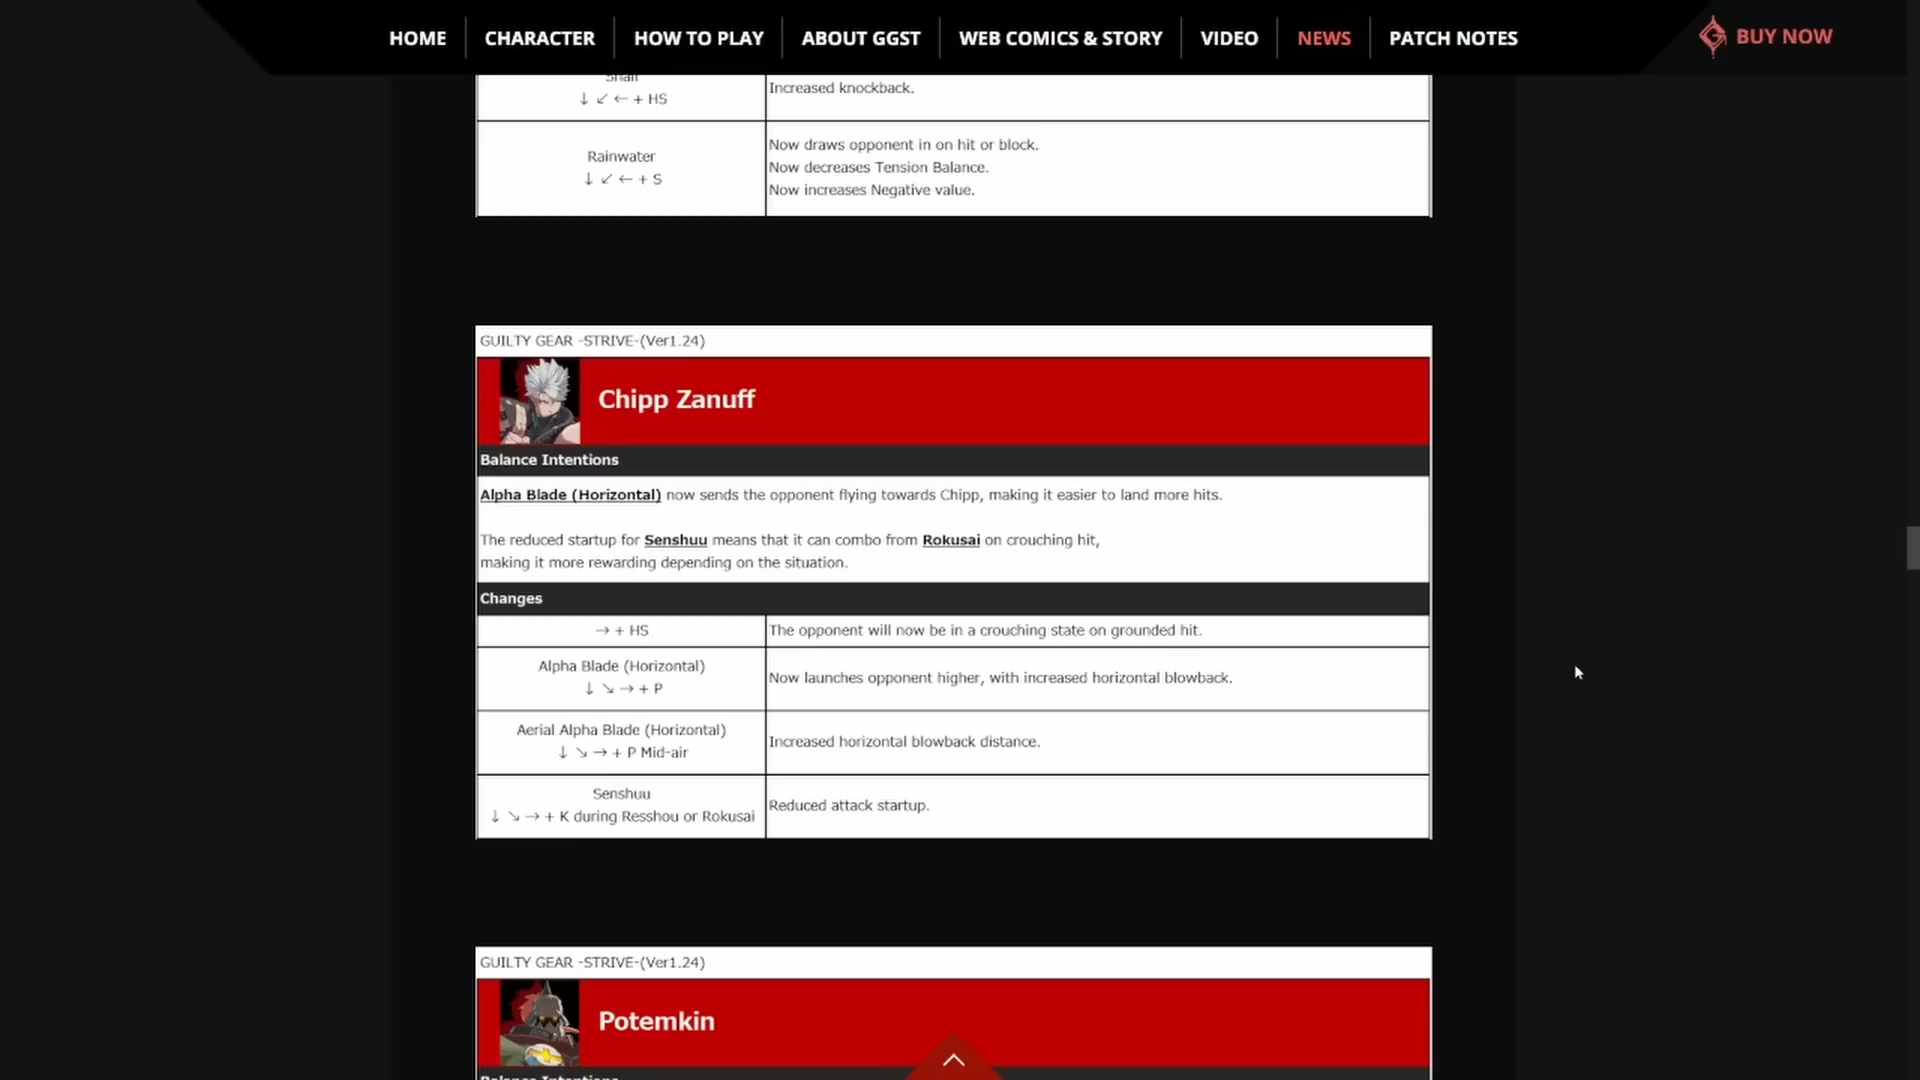 HOME
CHARACTER
HOW TO PLAY
ABOUT GGST
WEB COMICS & STORY
VIDEO
NEWS
PATCH NOTES
BUY NOW
↓ ↙ ← + HS
Increased knockback.
Rainwater
↓ ↙ ← + S
Now draws opponent in on hit or block.
Now decreases Tension Balance.
Now increases Negative value.
GUILTY GEAR -STRIVE-(Ver1.24)
Chipp Zanuff
Balance Intentions
Alpha Blade (Horizontal) now sends the opponent flying towards Chipp, making it easier to land more hits.
The reduced startup for Senshuu means that it can combo from Rokusai on crouching hit,
making it more rewarding depending on the situation.
Changes
→ + HS
The opponent will now be in a crouching state on grounded hit.
Alpha Blade (Horizontal)
↓ ↘ → + P
Now launches opponent higher, with increased horizontal blowback.
Aerial Alpha Blade (Horizontal)
↓ ↘ → + P Mid-air
Increased horizontal blowback distance.
Senshuu
↓ ↘ → + K during Resshou or Rokusai
Reduced attack startup.
GUILTY GEAR -STRIVE-(Ver1.24)
Potemkin
Balance Intentions